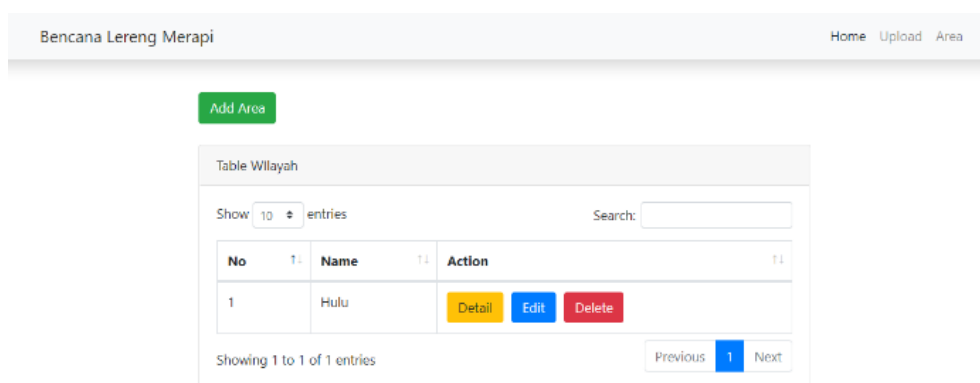 Bencana Lereng Merapi Home Upload Area
Add Area
Table WIlayah
Show 10 entries Search:
No Name Action
1 Hulu Detail Edit Delete
Showing 1 to 1 of 1 entries Previous 1 Next